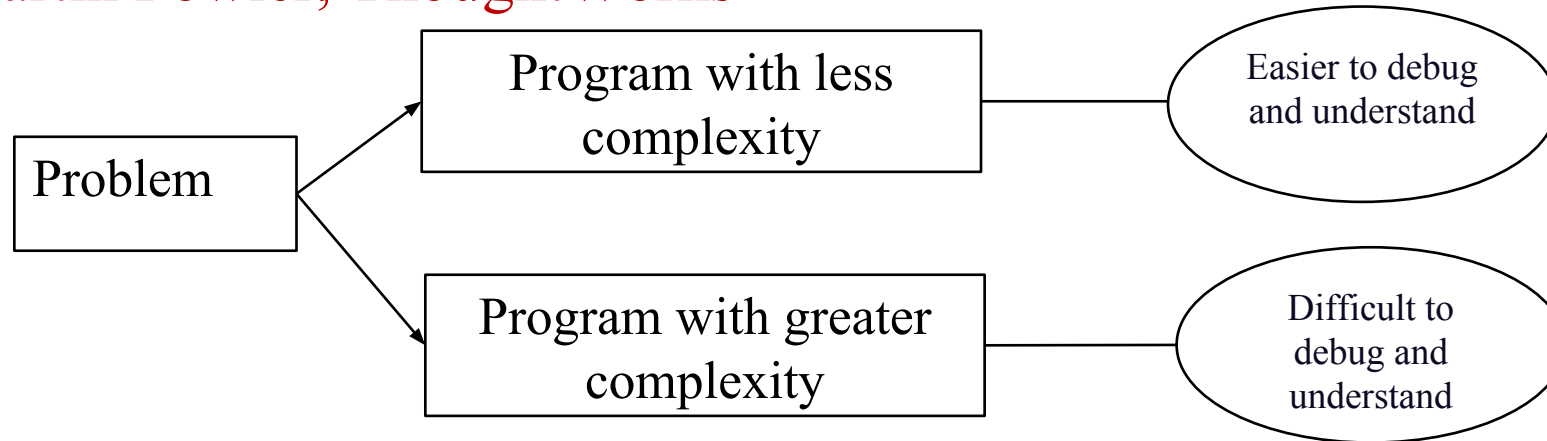 Problem
Program with less
complexity
Easier to debug
and understand
Program with greater
complexity
Difficult to
debug and
understand